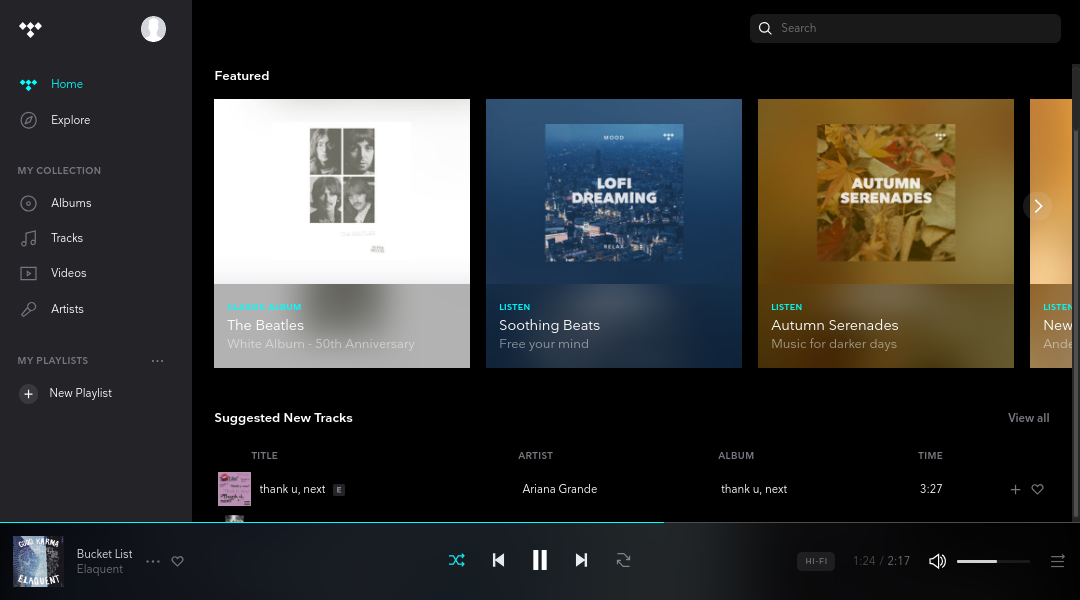 Search
Home
Explore
MY COLLECTION
Albums
Tracks
Videos
Artists
MY PLAYLISTS
New Playlist
Featured
CLASSIC ALBUM
The Beatles
White Album - 50th Anniversary
MOOD
LOFI
DREAMING
RELAX
LISTEN
Soothing Beats
Free your mind
AUTUMN
SERENADES
LISTEN
Autumn Serenades
Music for darker days
LISTEN
New
Ande
Suggested New Tracks
View all
TITLE ARTIST ALBUM TIME
thank u, next E Ariana Grande thank u, next 3:27
GOOD KARMA
ELAQUENT
Bucket List
Elaquent
HI-FI
1:24 / 2:17